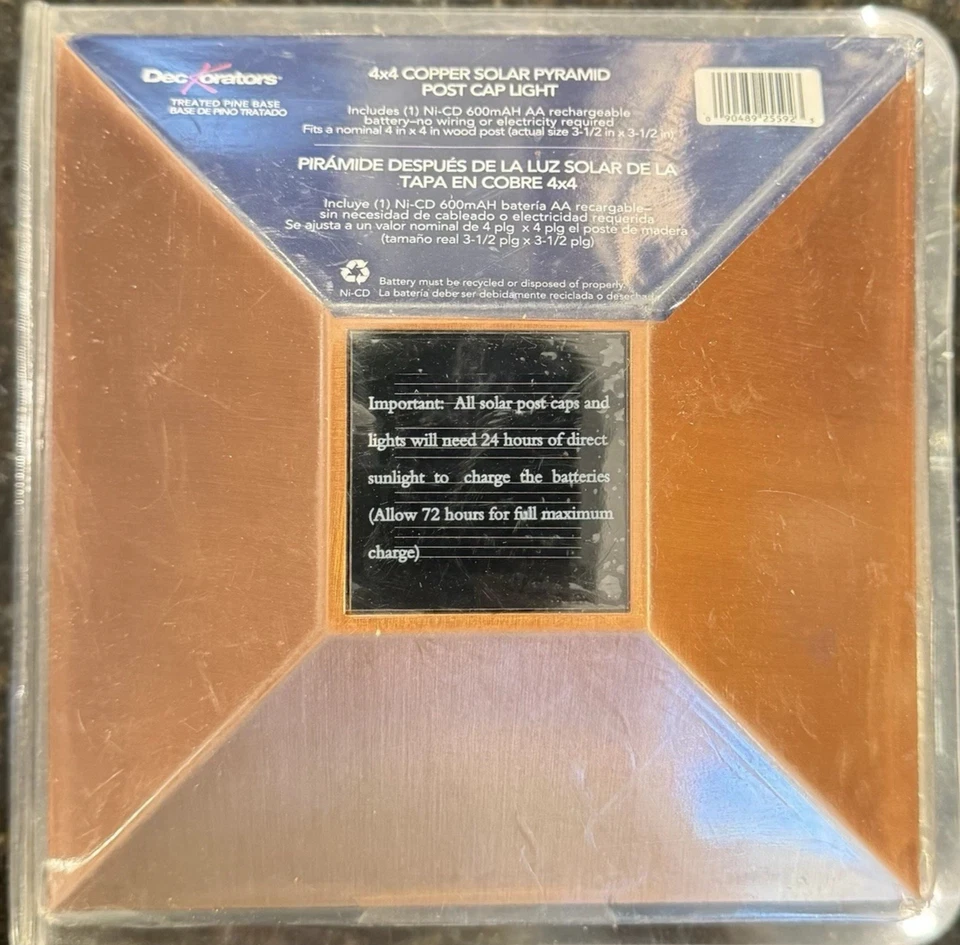 DecKorators™
TREATED PINE BASE
BASE DE PINO TRATADO
4x4 COPPER SOLAR PYRAMID
POST CAP LIGHT
Includes (1) Ni-CD 600mAH AA rechargeable
battery–no wiring or electricity required
Fits a nominal 4 in x 4 in wood post (actual size 3-1/2 in x 3-1/2 in)
PIRÁMIDE DESPUÉS DE LA LUZ SOLAR DE LA
TAPA EN COBRE 4x4
Incluye (1) Ni-CD 600mAH batería AA recargable–
sin necesidad de cableado o electricidad requerida
Se ajusta a un valor nominal de 4 plg x 4 plg el poste de madera
(tamaño real 3-1/2 plg x 3-1/2 plg)
Ni-CD
Battery must be recycled or disposed of properly.
La batería debe ser debidamente reciclada o desechada
0 90489 25592 3
Important: All solar post caps and
lights will need 24 hours of direct
sunlight to charge the batteries
(Allow 72 hours for full maximum
charge)